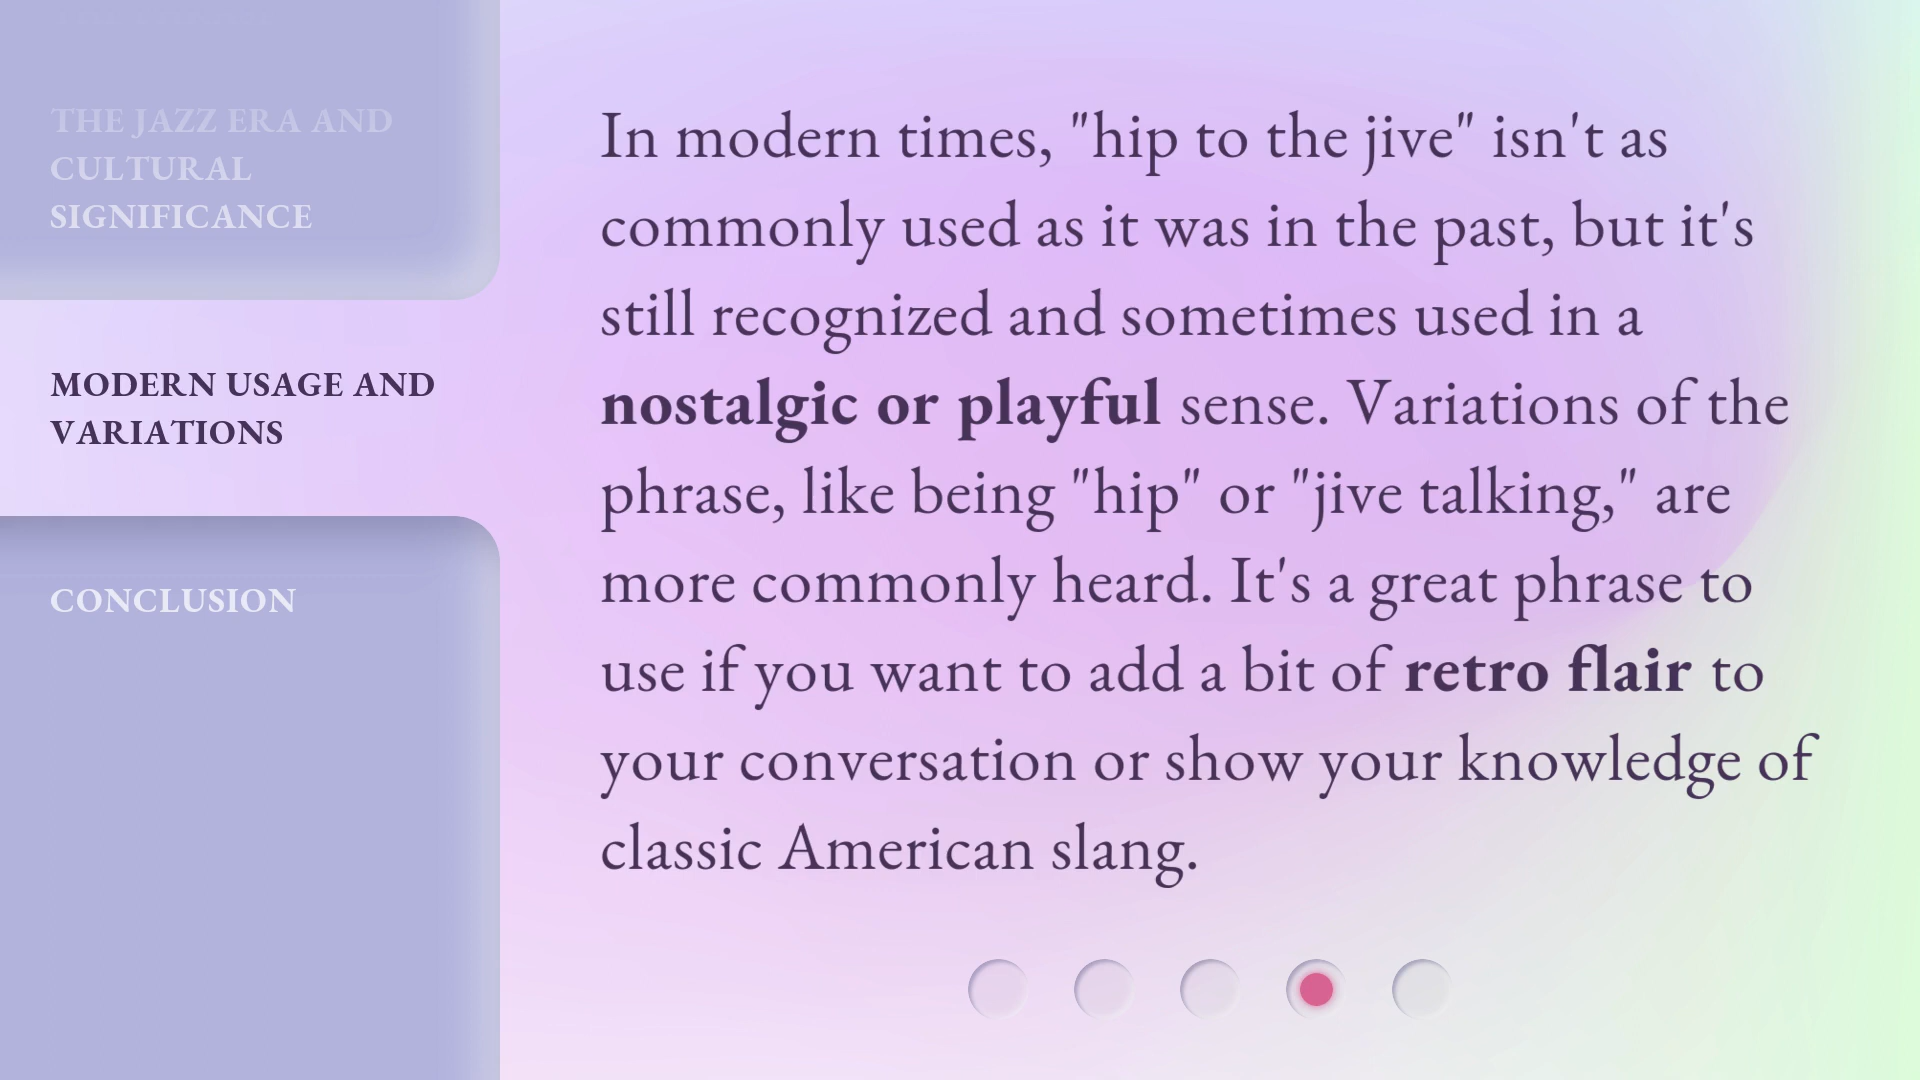 THE JAZZ ERA AND
CULTURAL
SIGNIFICANCE
MODERN USAGE AND
VARIATIONS
CONCLUSION
In modern times, "hip to the jive" isn't as
commonly used as it was in the past, but it's
still recognized and sometimes used in a
nostalgic or playful sense. Variations of the
phrase, like being "hip" or "jive talking," are
more commonly heard. It's a great phrase to
use if you want to add a bit of retro flair to
your conversation or show your knowledge of
classic American slang.